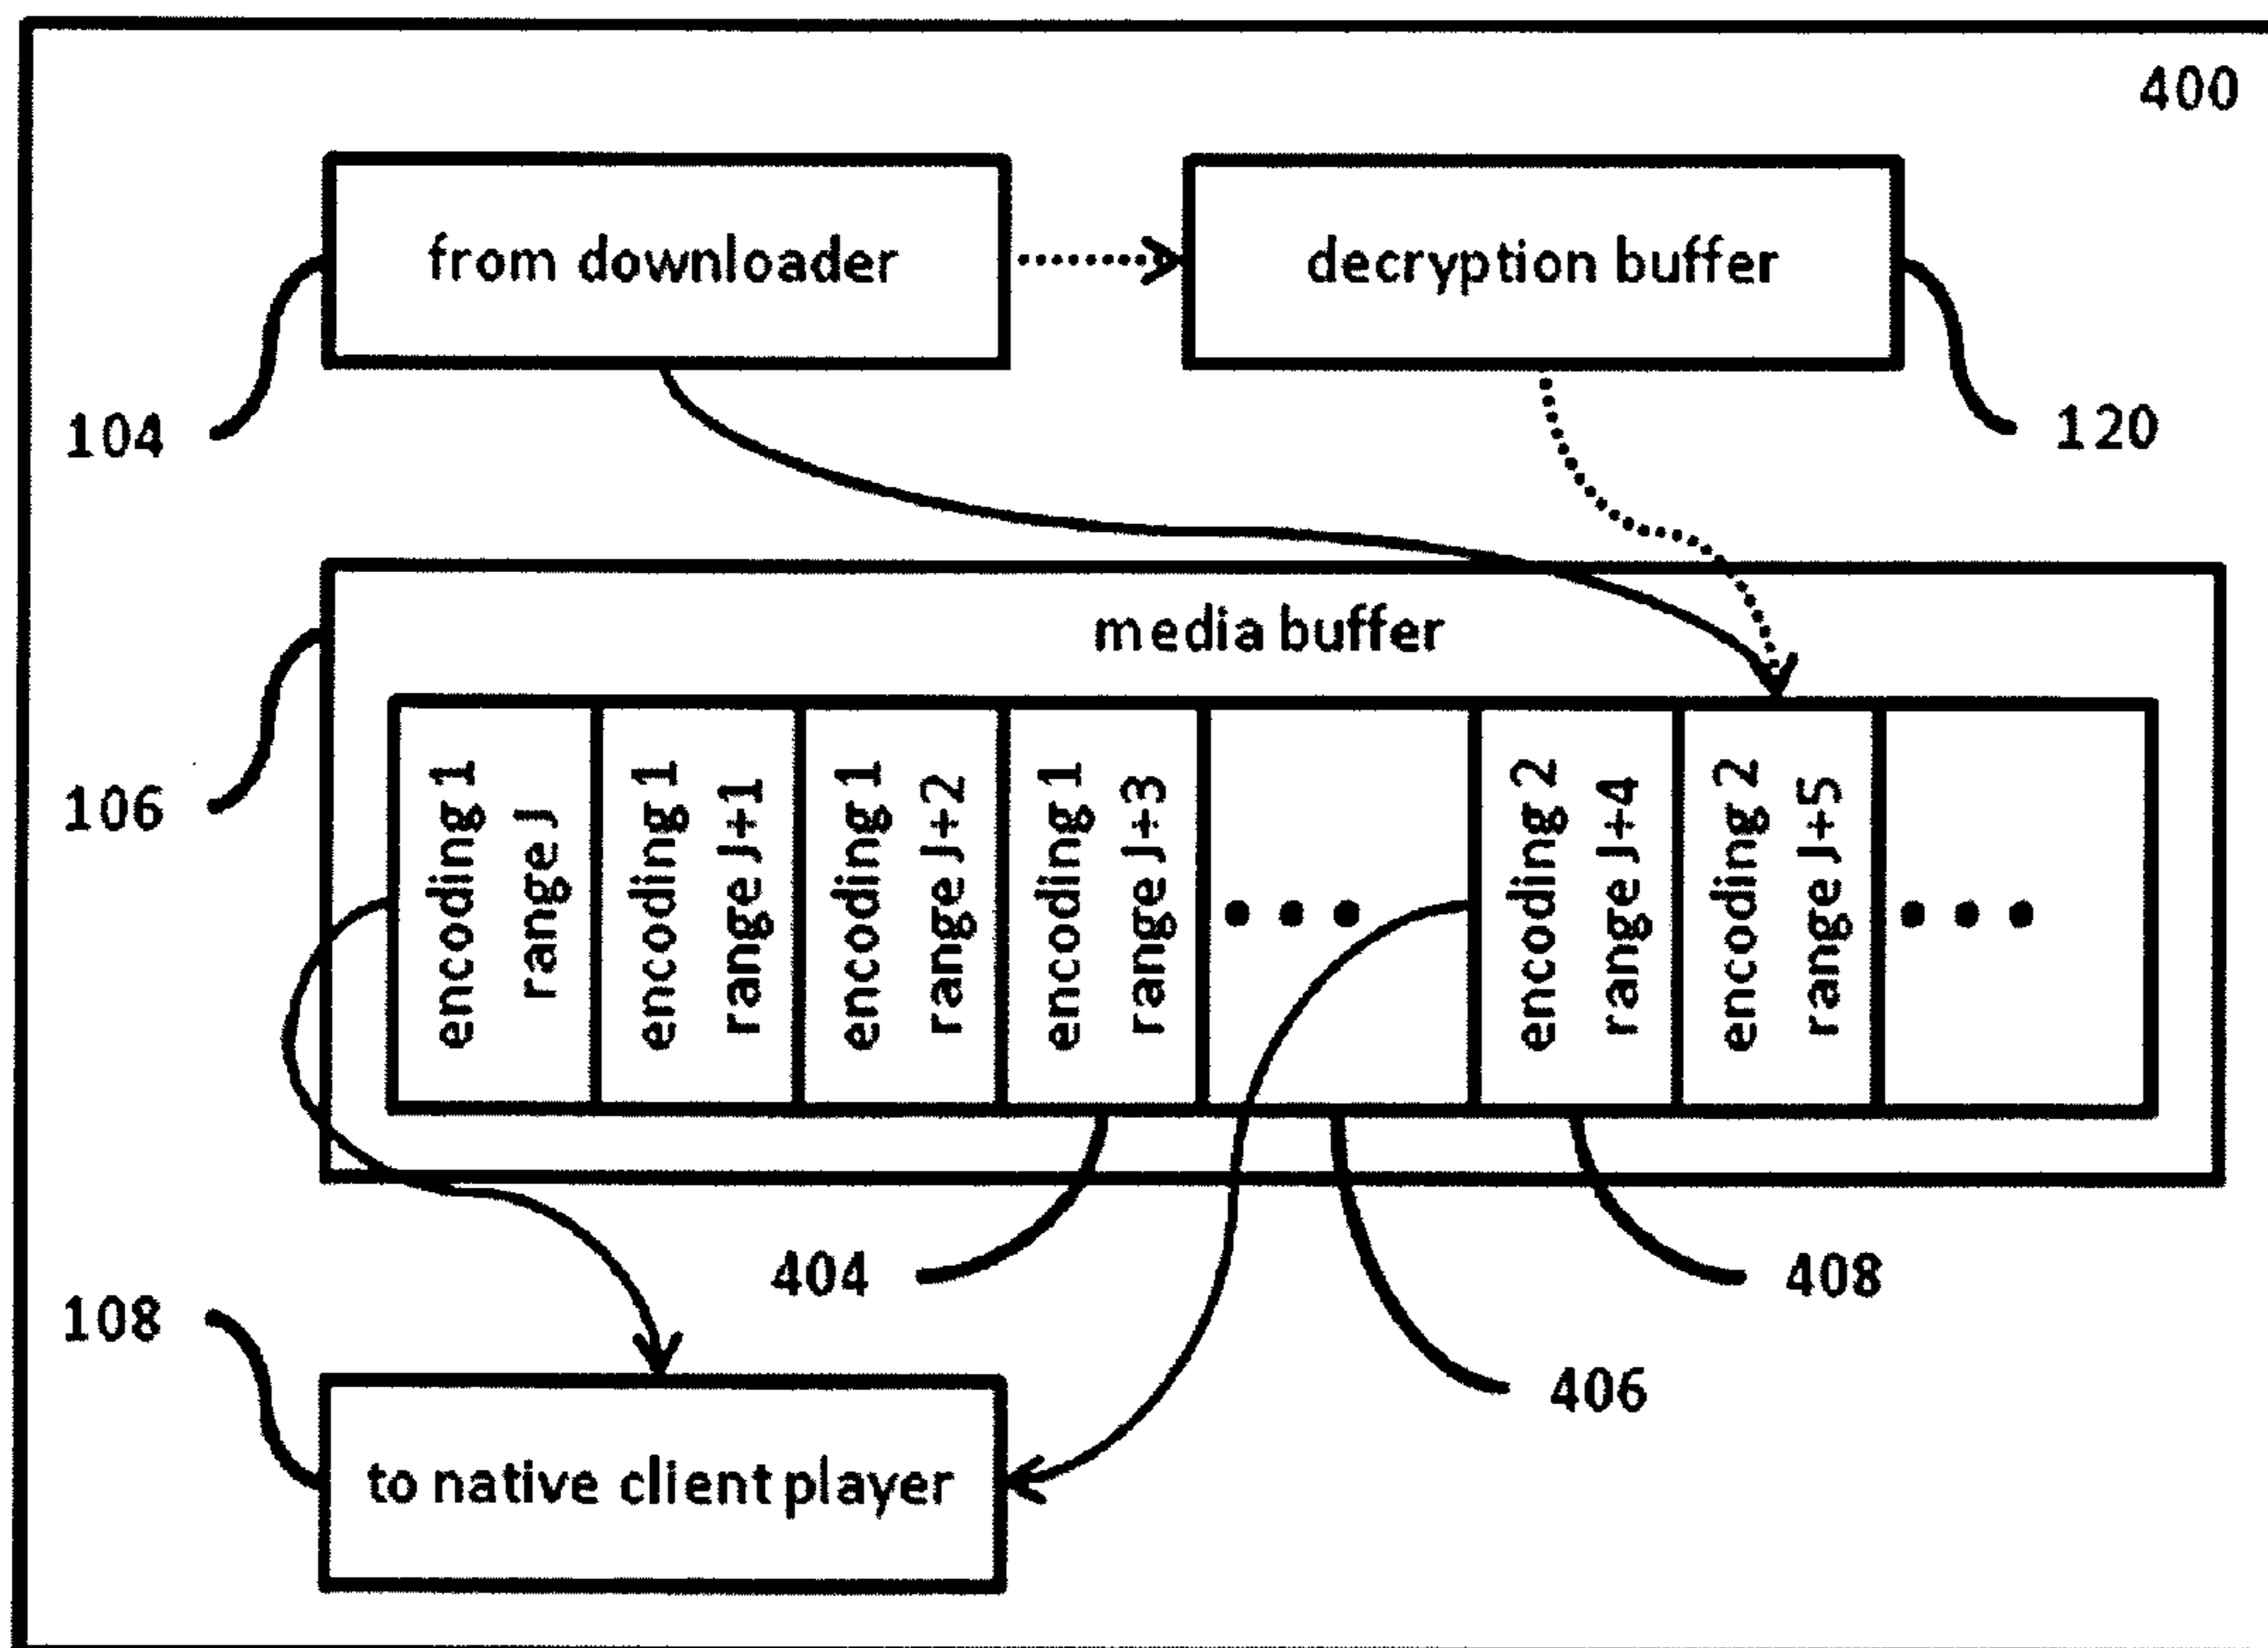 400
from downloader
decryption buffer
104
120
media buffer
106
encoding 1
range J
encoding 1
range J+1
encoding 1
range J+2
encoding 1
range J+3
• • •
encoding 2
range J+4
encoding 2
range J+5
• • •
404
408
108
406
to native client player